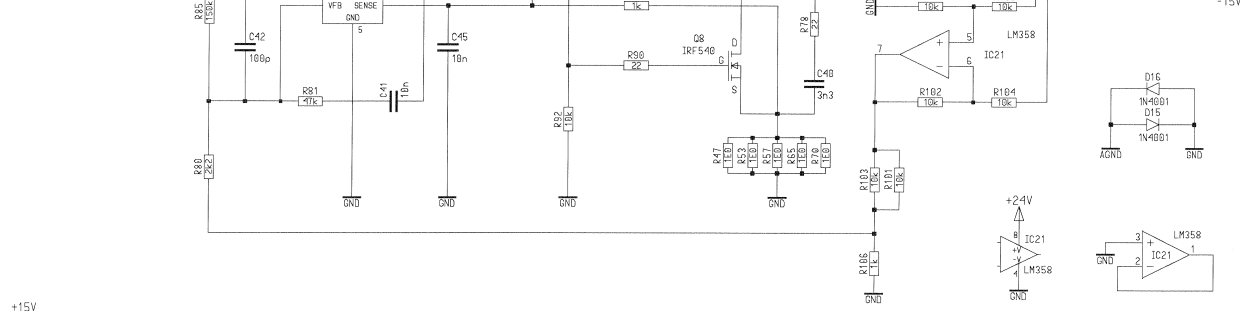 R85
150k
VFB SENSE
GND
5
C42
100p
R81
47k
C41
10n
C45
10n
R90
22
1k
Q8
IRF540
D
G
S
R78
22
C40
3n3
R92
10k
R47
1E0
R53
1E0
R57
1E0
R65
1E0
R70
1E0
R80
2k2
GND
GND
GND
GND
GND
10k
10k
LM358
5
7
IC21
6
R102
10k
R104
10k
R103
10k
R101
10k
R106
1k
GND
D16
1N4001
D15
1N4001
AGND
GND
+24V
8
IC21
+V
-V
4
LM358
GND
LM358
3
1
IC21
2
GND
-15V
+15V